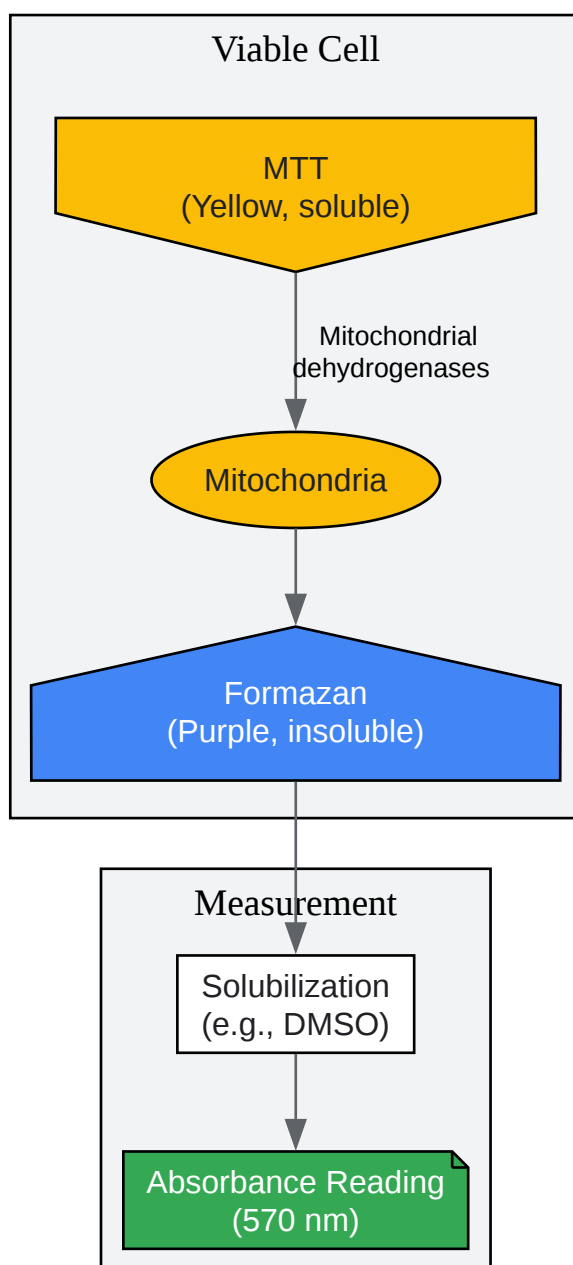 Viable Cell
MTT
(Yellow, soluble)
Mitochondrial
dehydrogenases
Mitochondria
Formazan
(Purple, insoluble)
Measurement
Solubilization
(e.g., DMSO)
Absorbance Reading
(570 nm)